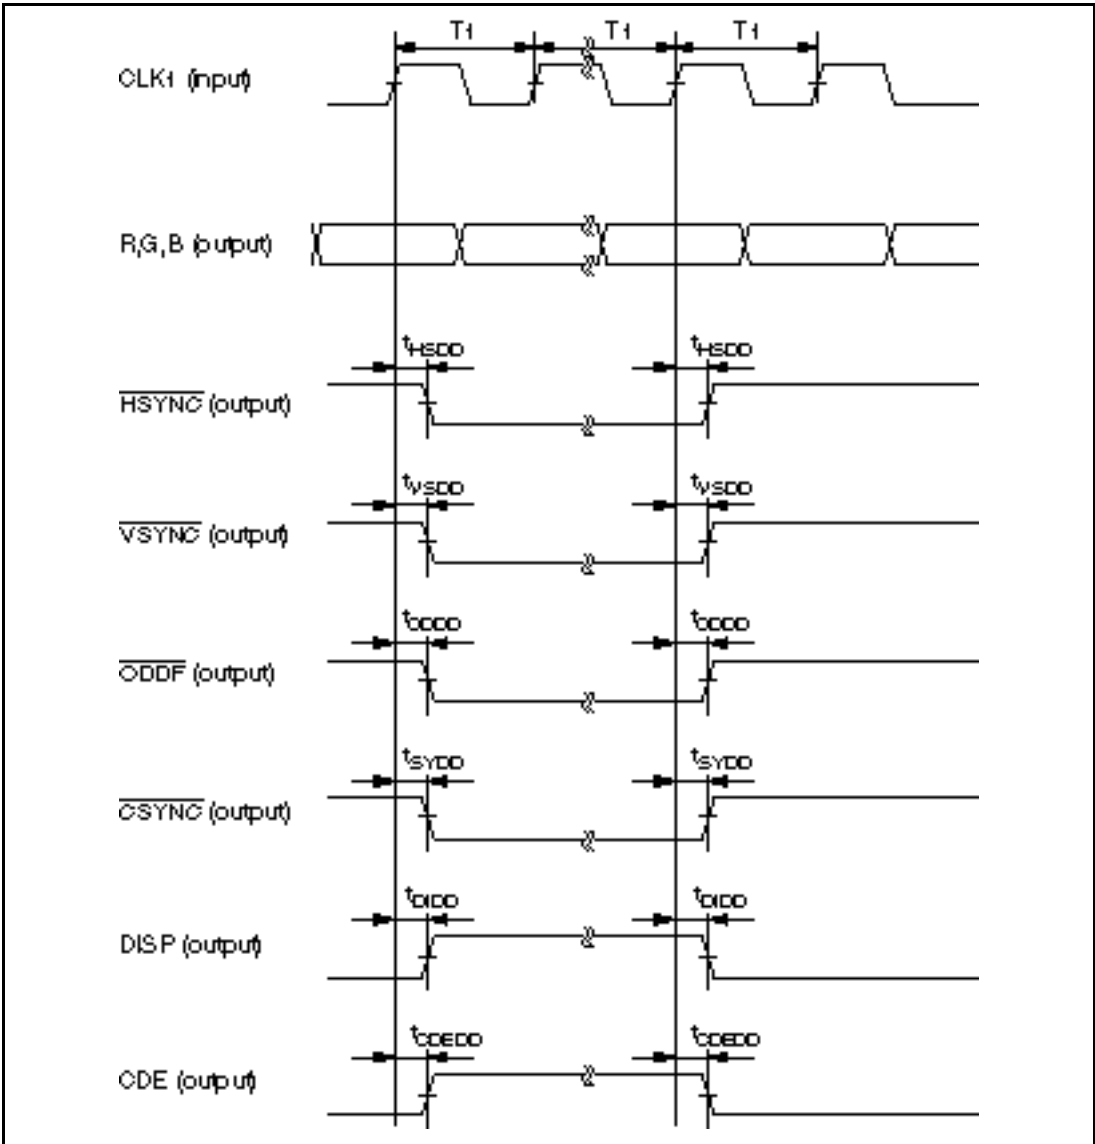 T1 T1 T1
CLK1 (input)
R,G,B (output)
tHSDD tHSDD
HSYNC (output)
tVSDD tVSDD
VSYNC (output)
tODDD tODDD
ODDF (output)
tSYDD tSYDD
CSYNC (output)
tDIDD tDIDD
DISP (output)
tCDEDD tCDEDD
CDE (output)